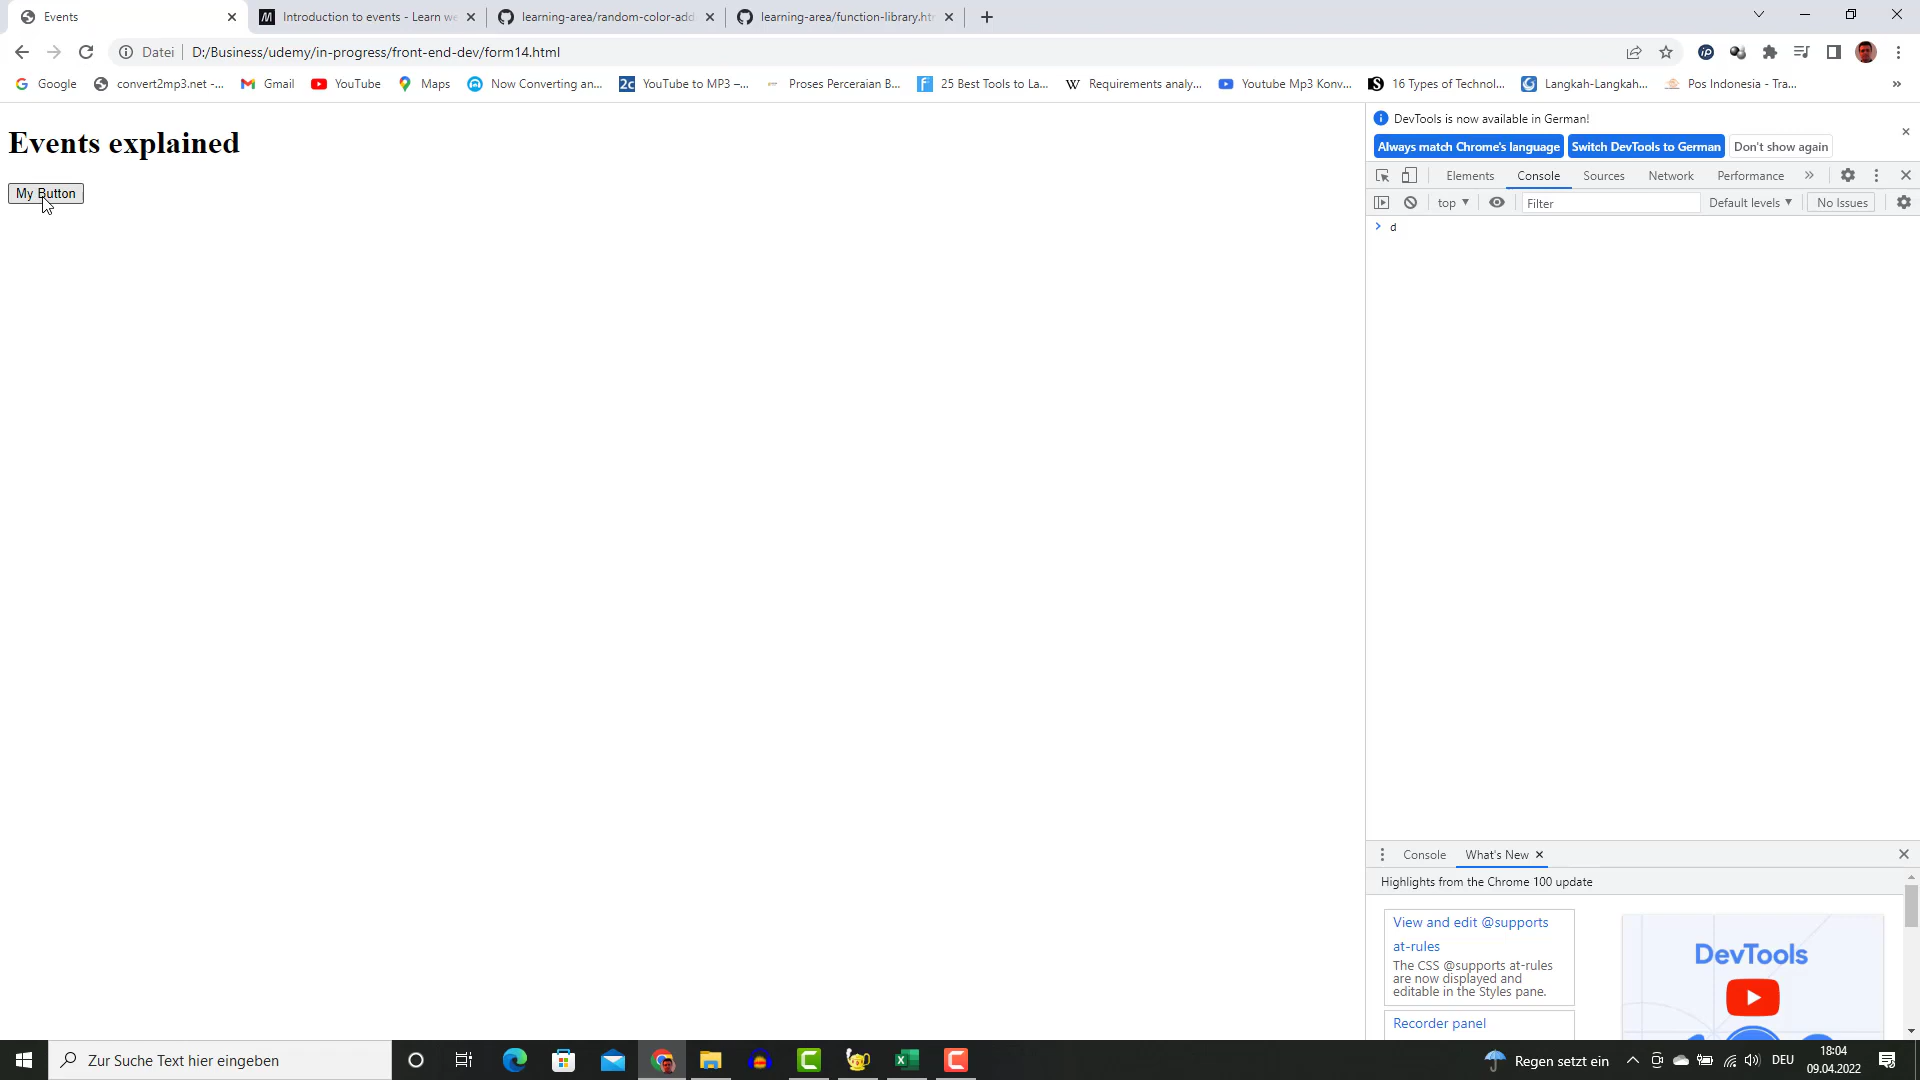 Events
Introduction to events - Learn we
learning-area/random-color-add
learning-area/function-library.htm
Datei
D:/Business/udemy/in-progress/front-end-dev/form14.html
Google
convert2mp3.net -...
Gmail
YouTube
Maps
Now Converting an...
YouTube to MP3 –...
Proses Perceraian B...
25 Best Tools to La...
Requirements analy...
Youtube Mp3 Konv...
16 Types of Technol...
Langkah-Langkah...
Pos Indonesia - Tra...
»
Events explained
My Button
DevTools is now available in German!
Always match Chrome's language
Switch DevTools to German
Don't show again
Elements
Console
Sources
Network
Performance
»
top
Filter
Default levels
No Issues
d
Console
What's New
Highlights from the Chrome 100 update
View and edit @supports
at-rules
The CSS @supports at-rules
are now displayed and
editable in the Styles pane.
Recorder panel
DevTools
Zur Suche Text hier eingeben
Regen setzt ein
DEU
18:04
09.04.2022